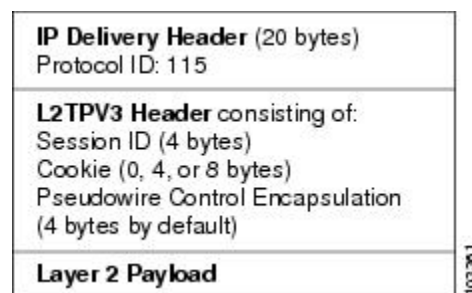 IP Delivery Header (20 bytes)
Protocol ID: 115
L2TPV3 Header consisting of:
Session ID (4 bytes)
Cookie (0, 4, or 8 bytes)
Pseudowire Control Encapsulation
(4 bytes by default)
Layer 2 Payload